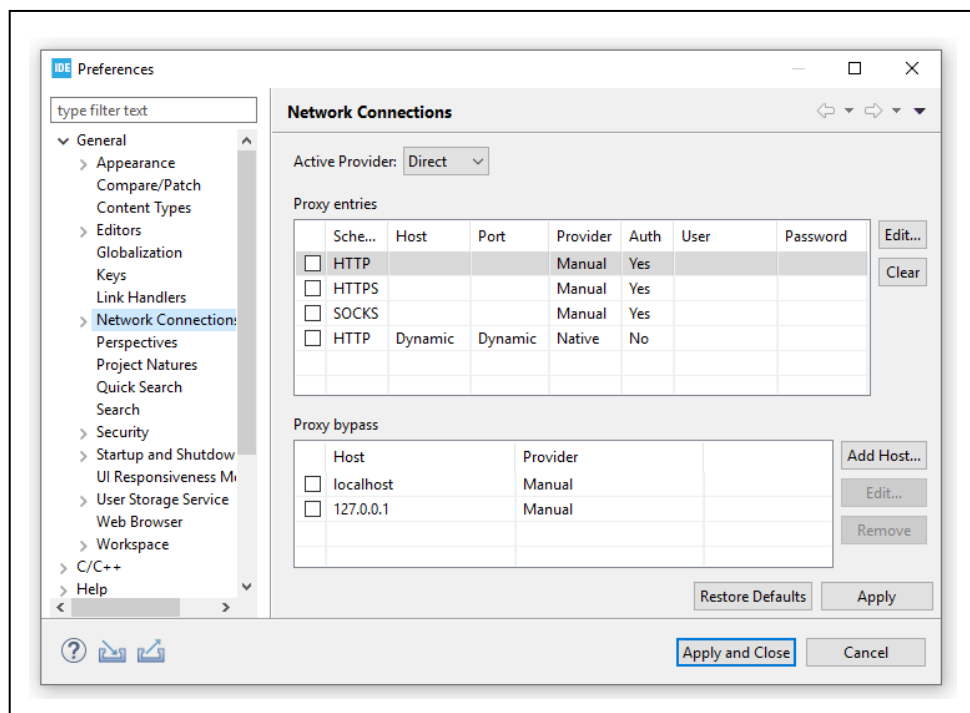 IDE Preferences
type filter text
General
Appearance
Compare/Patch
Content Types
Editors
Globalization
Keys
Link Handlers
Network Connections
Perspectives
Project Natures
Quick Search
Search
Security
Startup and Shutdow
UI Responsiveness M
User Storage Service
Web Browser
Workspace
C/C++
Help
Network Connections
Active Provider: Direct
Proxy entries
Sche... Host Port Provider Auth User Password
HTTP Manual Yes
HTTPS Manual Yes
SOCKS Manual Yes
HTTP Dynamic Dynamic Native No
Edit...
Clear
Proxy bypass
Host Provider
localhost Manual
127.0.0.1 Manual
Add Host...
Edit...
Remove
Restore Defaults Apply
? Apply and Close Cancel